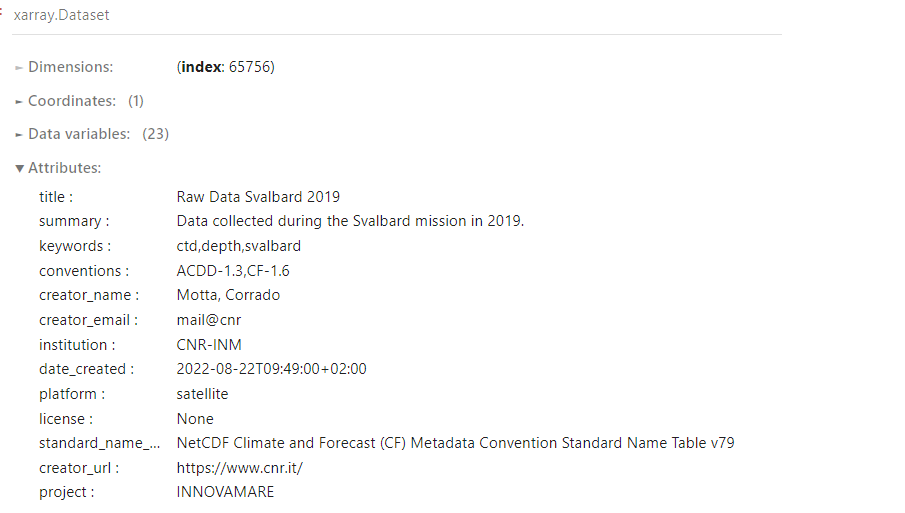 xarray.Dataset
► Dimensions: (index: 65756)
► Coordinates: (1)
► Data variables: (23)
▼ Attributes:
title : Raw Data Svalbard 2019
summary : Data collected during the Svalbard mission in 2019.
keywords : ctd,depth,svalbard
conventions : ACDD-1.3,CF-1.6
creator_name : Motta, Corrado
creator_email : mail@cnr
institution : CNR-INM
date_created : 2022-08-22T09:49:00+02:00
platform : satellite
license : None
standard_name_... NetCDF Climate and Forecast (CF) Metadata Convention Standard Name Table v79
creator_url : https://www.cnr.it/
project : INNOVAMARE